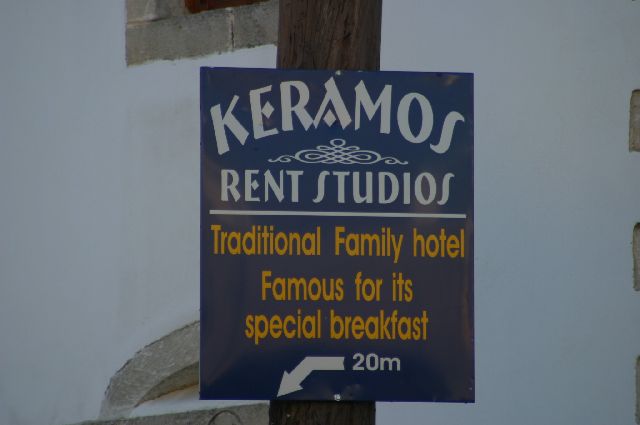 KERAMOS
RENT STUDIOS
Traditional Family hotel
Famous for its
special breakfast
20m